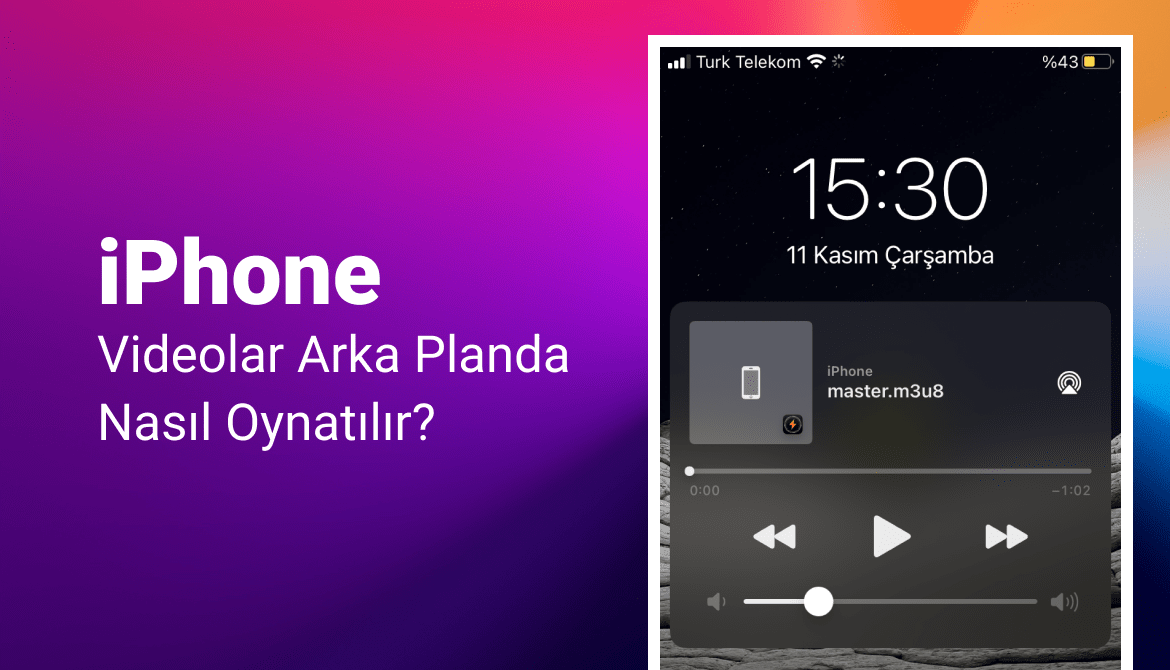 iPhone
Videolar Arka Planda
Nasıl Oynatılır?
Turk Telekom %43
15:30
11 Kasım Çarşamba
iPhone
master.m3u8
0:00 −1:02